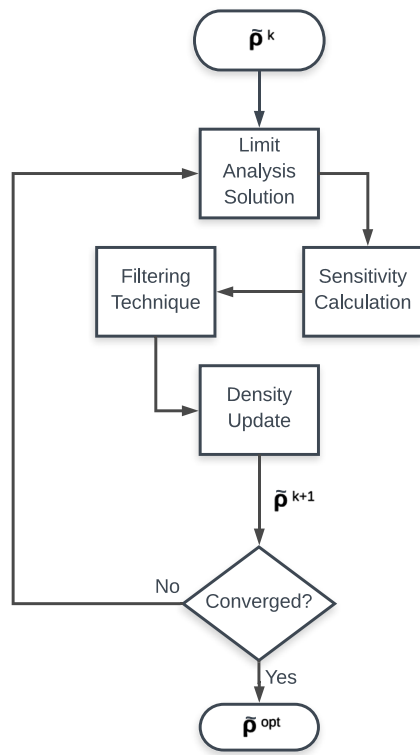 ρ̃ k
Limit
Analysis
Solution
Filtering
Technique
Sensitivity
Calculation
Density
Update
ρ̃ k+1
No
Converged?
Yes
ρ̃ opt